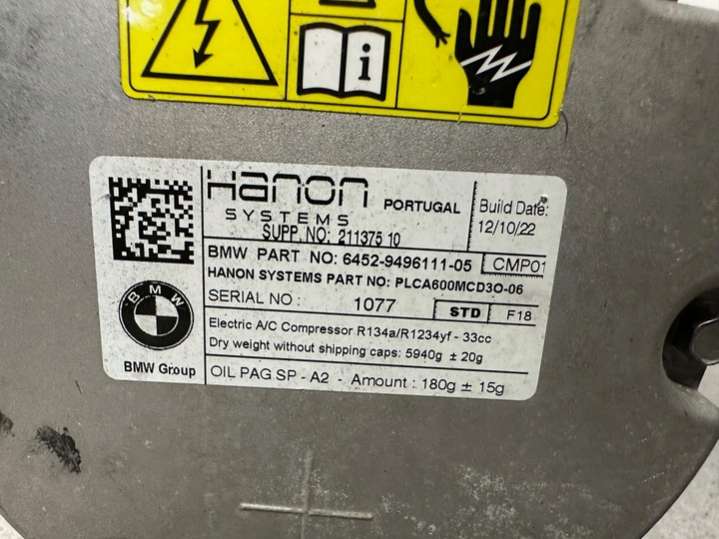 Hanon
SYSTEMS
PORTUGAL
Build Date:
12/10/22
SUPP. NO: 211375 10
BMW PART NO: 6452-9496111-05
CMP01
HANON SYSTEMS PART NO: PLCA600MCD3O-06
SERIAL NO : 1077
STD
F18
Electric A/C Compressor R134a/R1234yf - 33cc
Dry weight without shipping caps: 5940g ± 20g
BMW
BMW Group
OIL PAG SP - A2 - Amount : 180g ± 15g